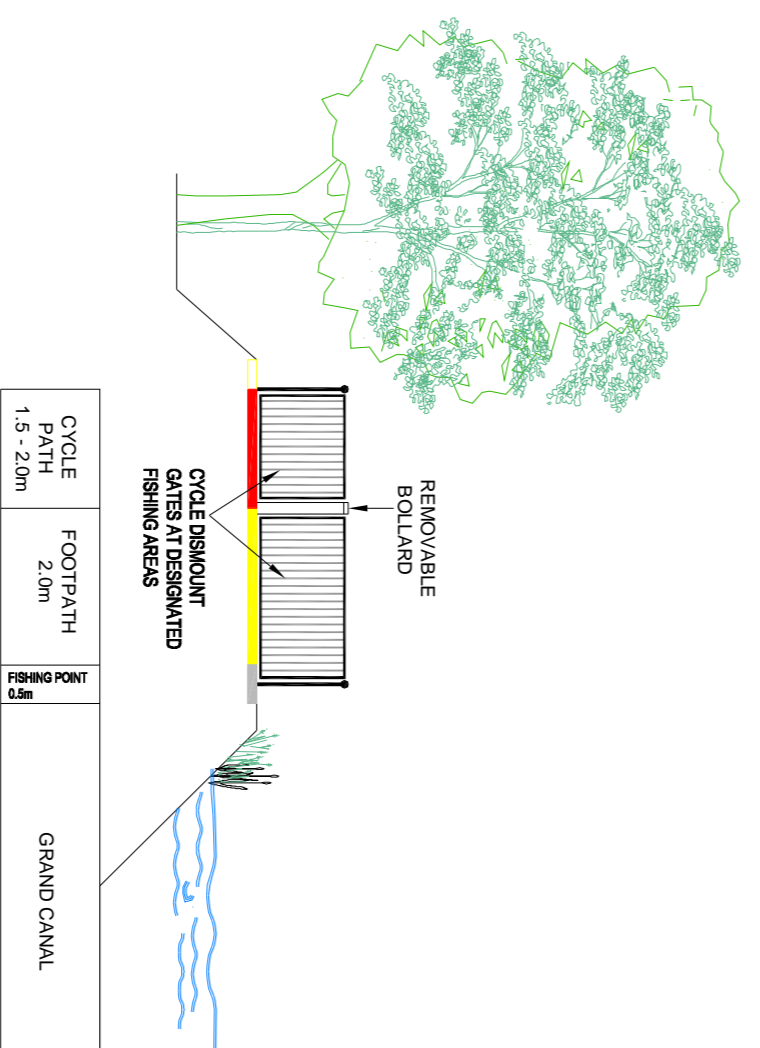 REMOVABLE
BOLLARD
CYCLE DISMOUNT
GATES AT DESIGNATED
FISHING AREAS
CYCLE
PATH
1.5 - 2.0m
FOOTPATH
2.0m
FISHING POINT
0.5m
GRAND CANAL